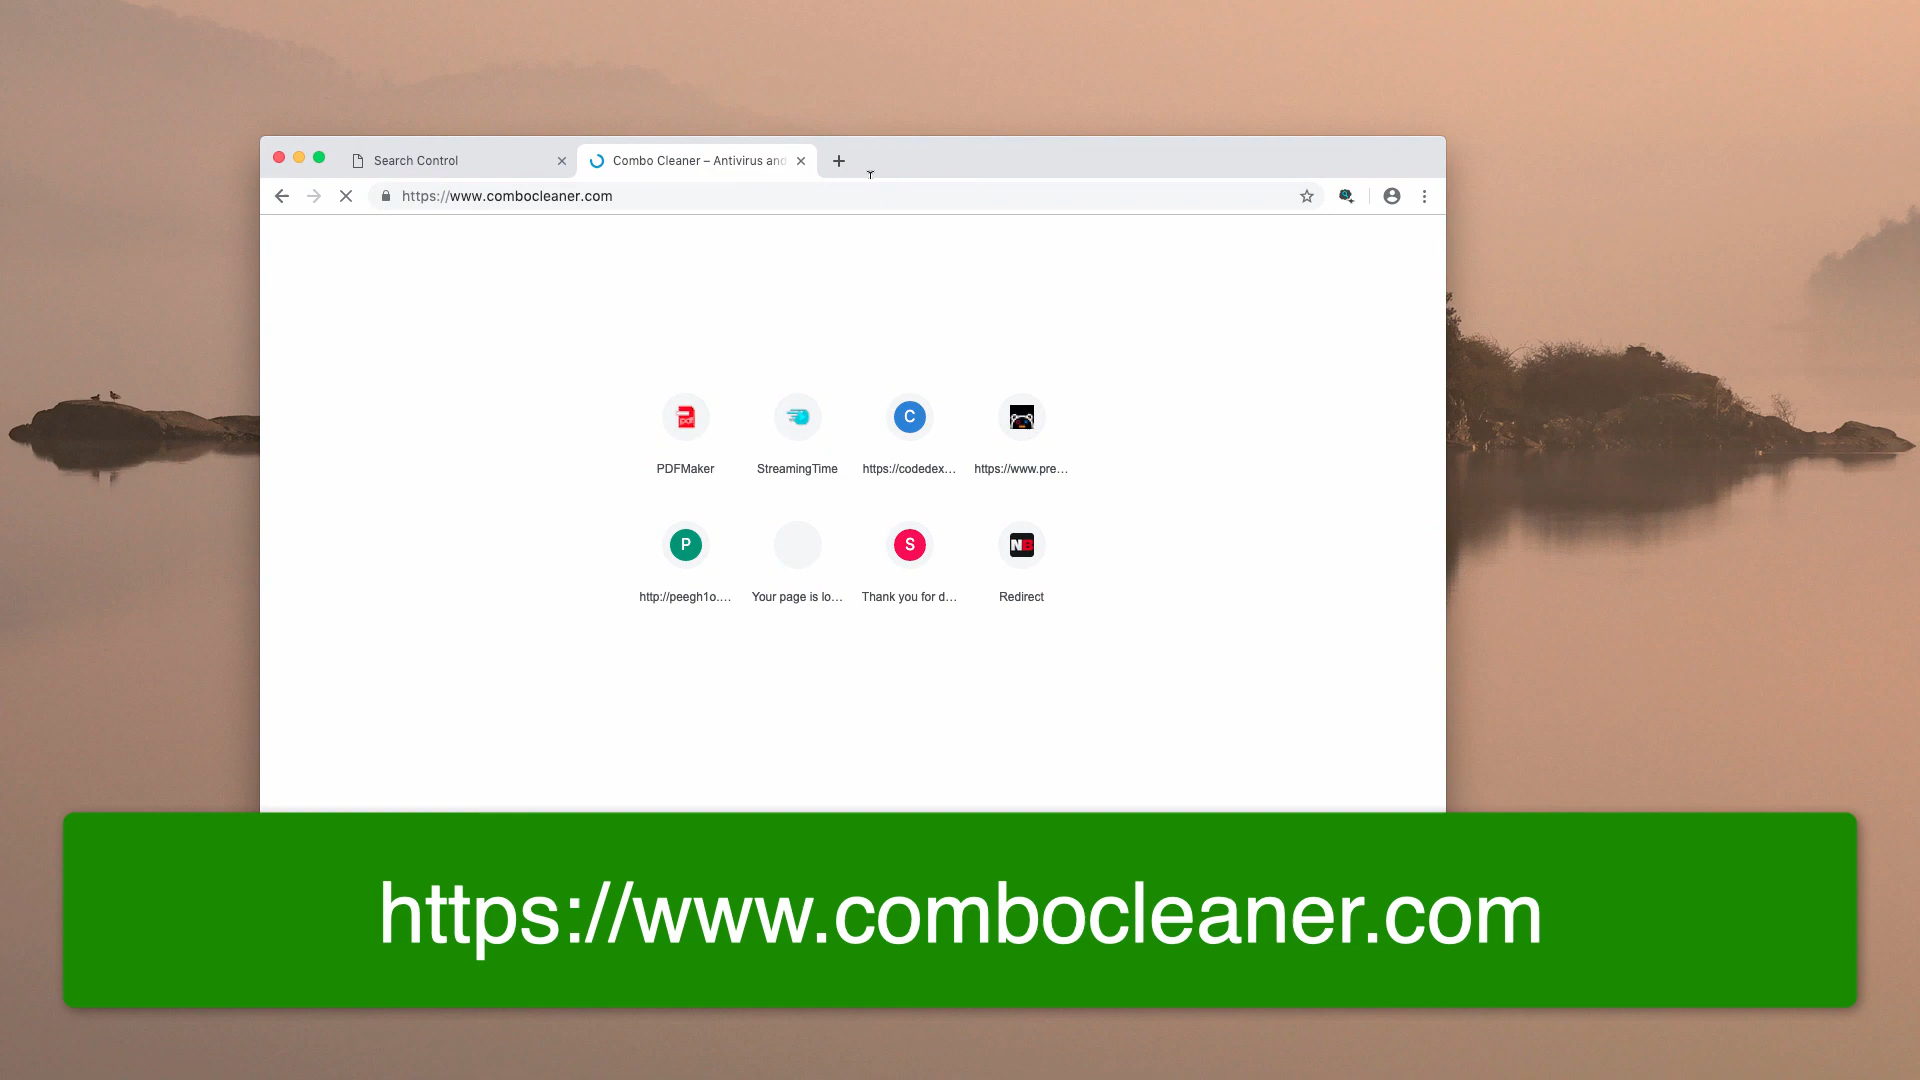 Search Control
Combo Cleaner – Antivirus and
https://www.combocleaner.com
PDFMaker
StreamingTime
C
https://codedex...
https://www.pre...
P
http://peegh1o....
Your page is lo...
S
Thank you for d...
NB
Redirect
https://www.combocleaner.com